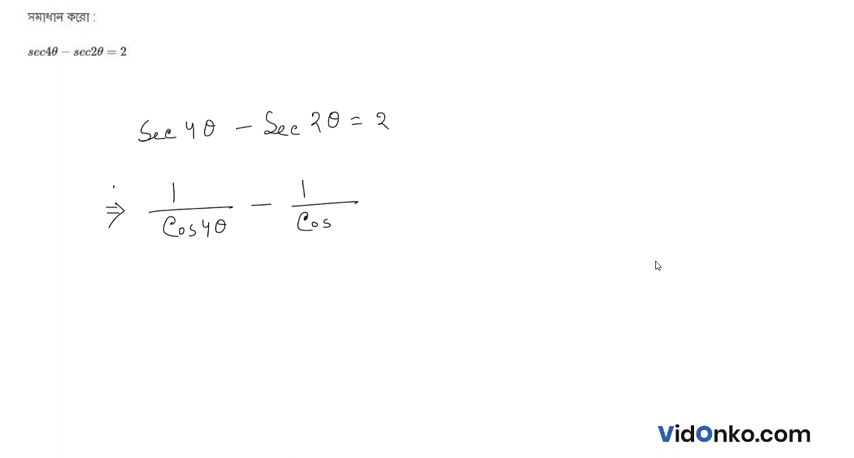 সমাধান করো :
sec4θ − sec2θ = 2
Sec 4θ − Sec 2θ = 2
⇒ 1/Cos4θ − 1/Cos
VidOnko.com